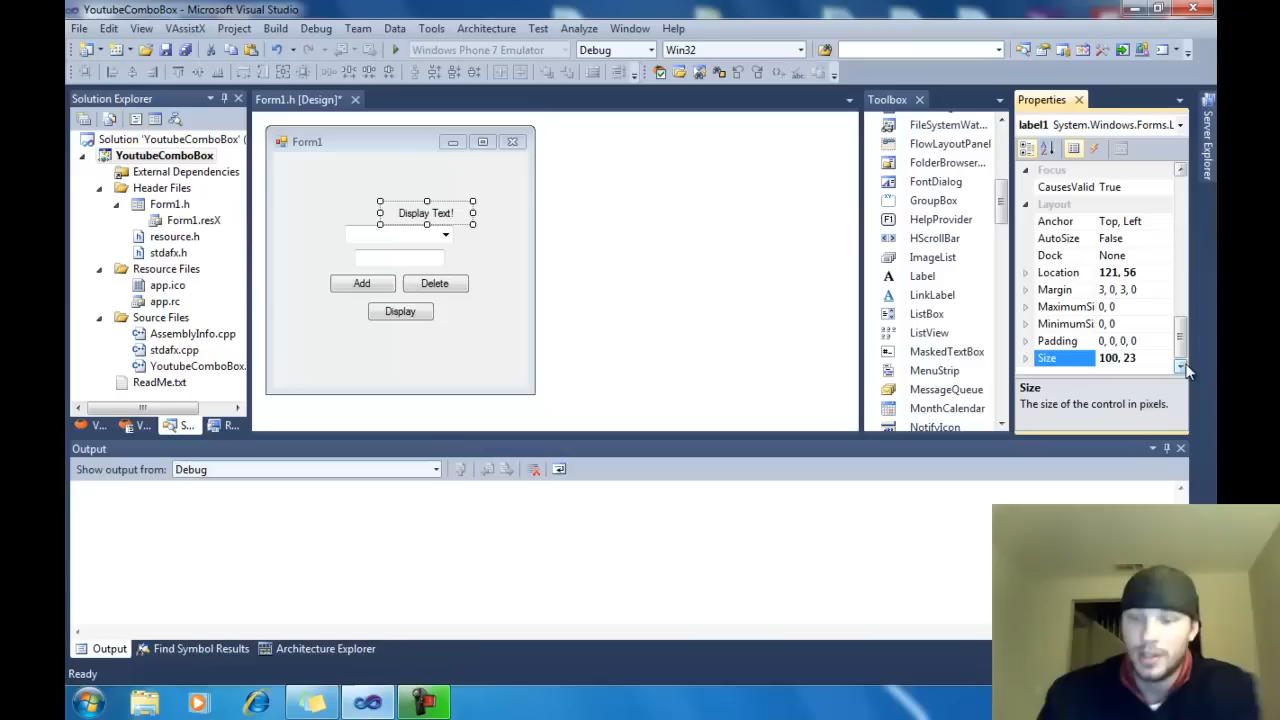 YoutubeComboBox - Microsoft Visual Studio
File Edit View VAssistX Project Build Debug Team Data Tools Architecture Test Analyze Window Help
Windows Phone 7 Emulator Debug Win32
Solution Explorer
Form1.h [Design]*
Toolbox
Properties
Server Explorer
Solution 'YoutubeComboBox' (
YoutubeComboBox
External Dependencies
Header Files
Form1.h
Form1.resX
resource.h
stdafx.h
Resource Files
app.ico
app.rc
Source Files
AssemblyInfo.cpp
stdafx.cpp
YoutubeComboBox.
ReadMe.txt
V... V... S... R...
Form1
Display Text!
Add Delete
Display
FileSystemWat...
FlowLayoutPanel
FolderBrowser...
FontDialog
GroupBox
HelpProvider
HScrollBar
ImageList
Label
LinkLabel
ListBox
ListView
MaskedTextBox
MenuStrip
MessageQueue
MonthCalendar
NotifyIcon
label1 System.Windows.Forms.L
Focus
CausesValid True
Layout
Anchor Top, Left
AutoSize False
Dock None
Location 121, 56
Margin 3, 0, 3, 0
MaximumSi 0, 0
MinimumSi 0, 0
Padding 0, 0, 0, 0
Size 100, 23
Size
The size of the control in pixels.
Output
Show output from: Debug
Output Find Symbol Results Architecture Explorer
Ready